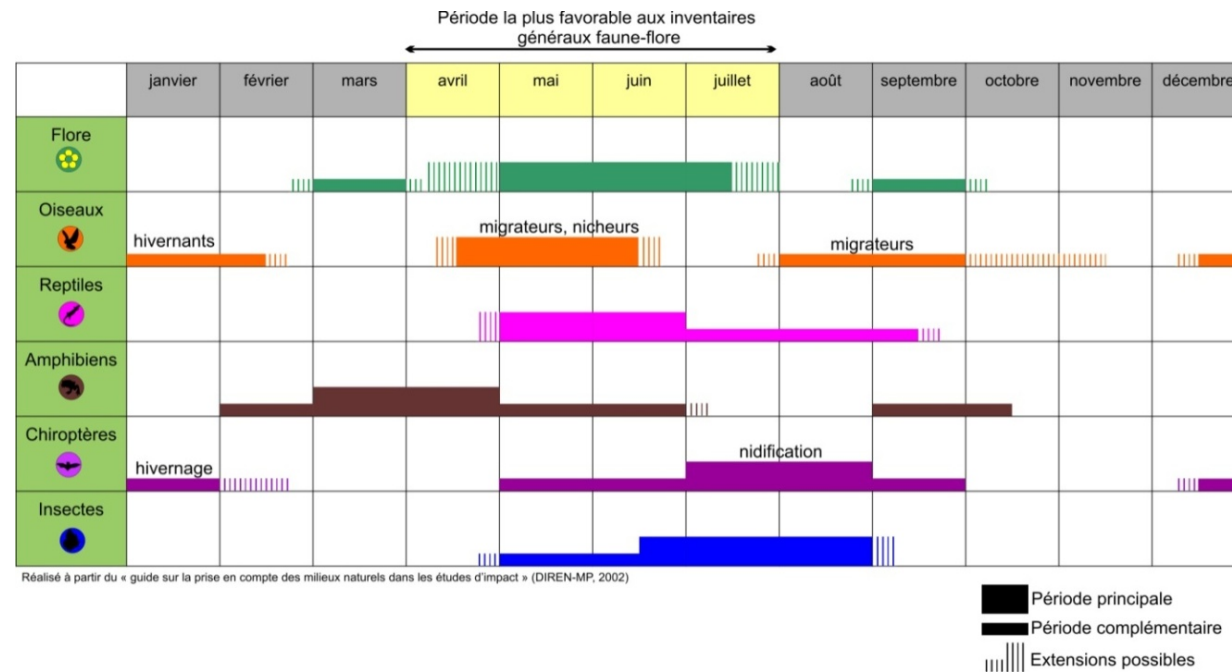 Période la plus favorable aux inventaires
généraux faune-flore
janvier février mars avril mai juin juillet août septembre octobre novembre décembre
Flore
Oiseaux
hivernants
migrateurs, nicheurs
migrateurs
Reptiles
Amphibiens
Chiroptères
hivernage
nidification
Insectes
Réalisé à partir du « guide sur la prise en compte des milieux naturels dans les études d'impact » (DIREN-MP, 2002)
Période principale
Période complémentaire
Extensions possibles